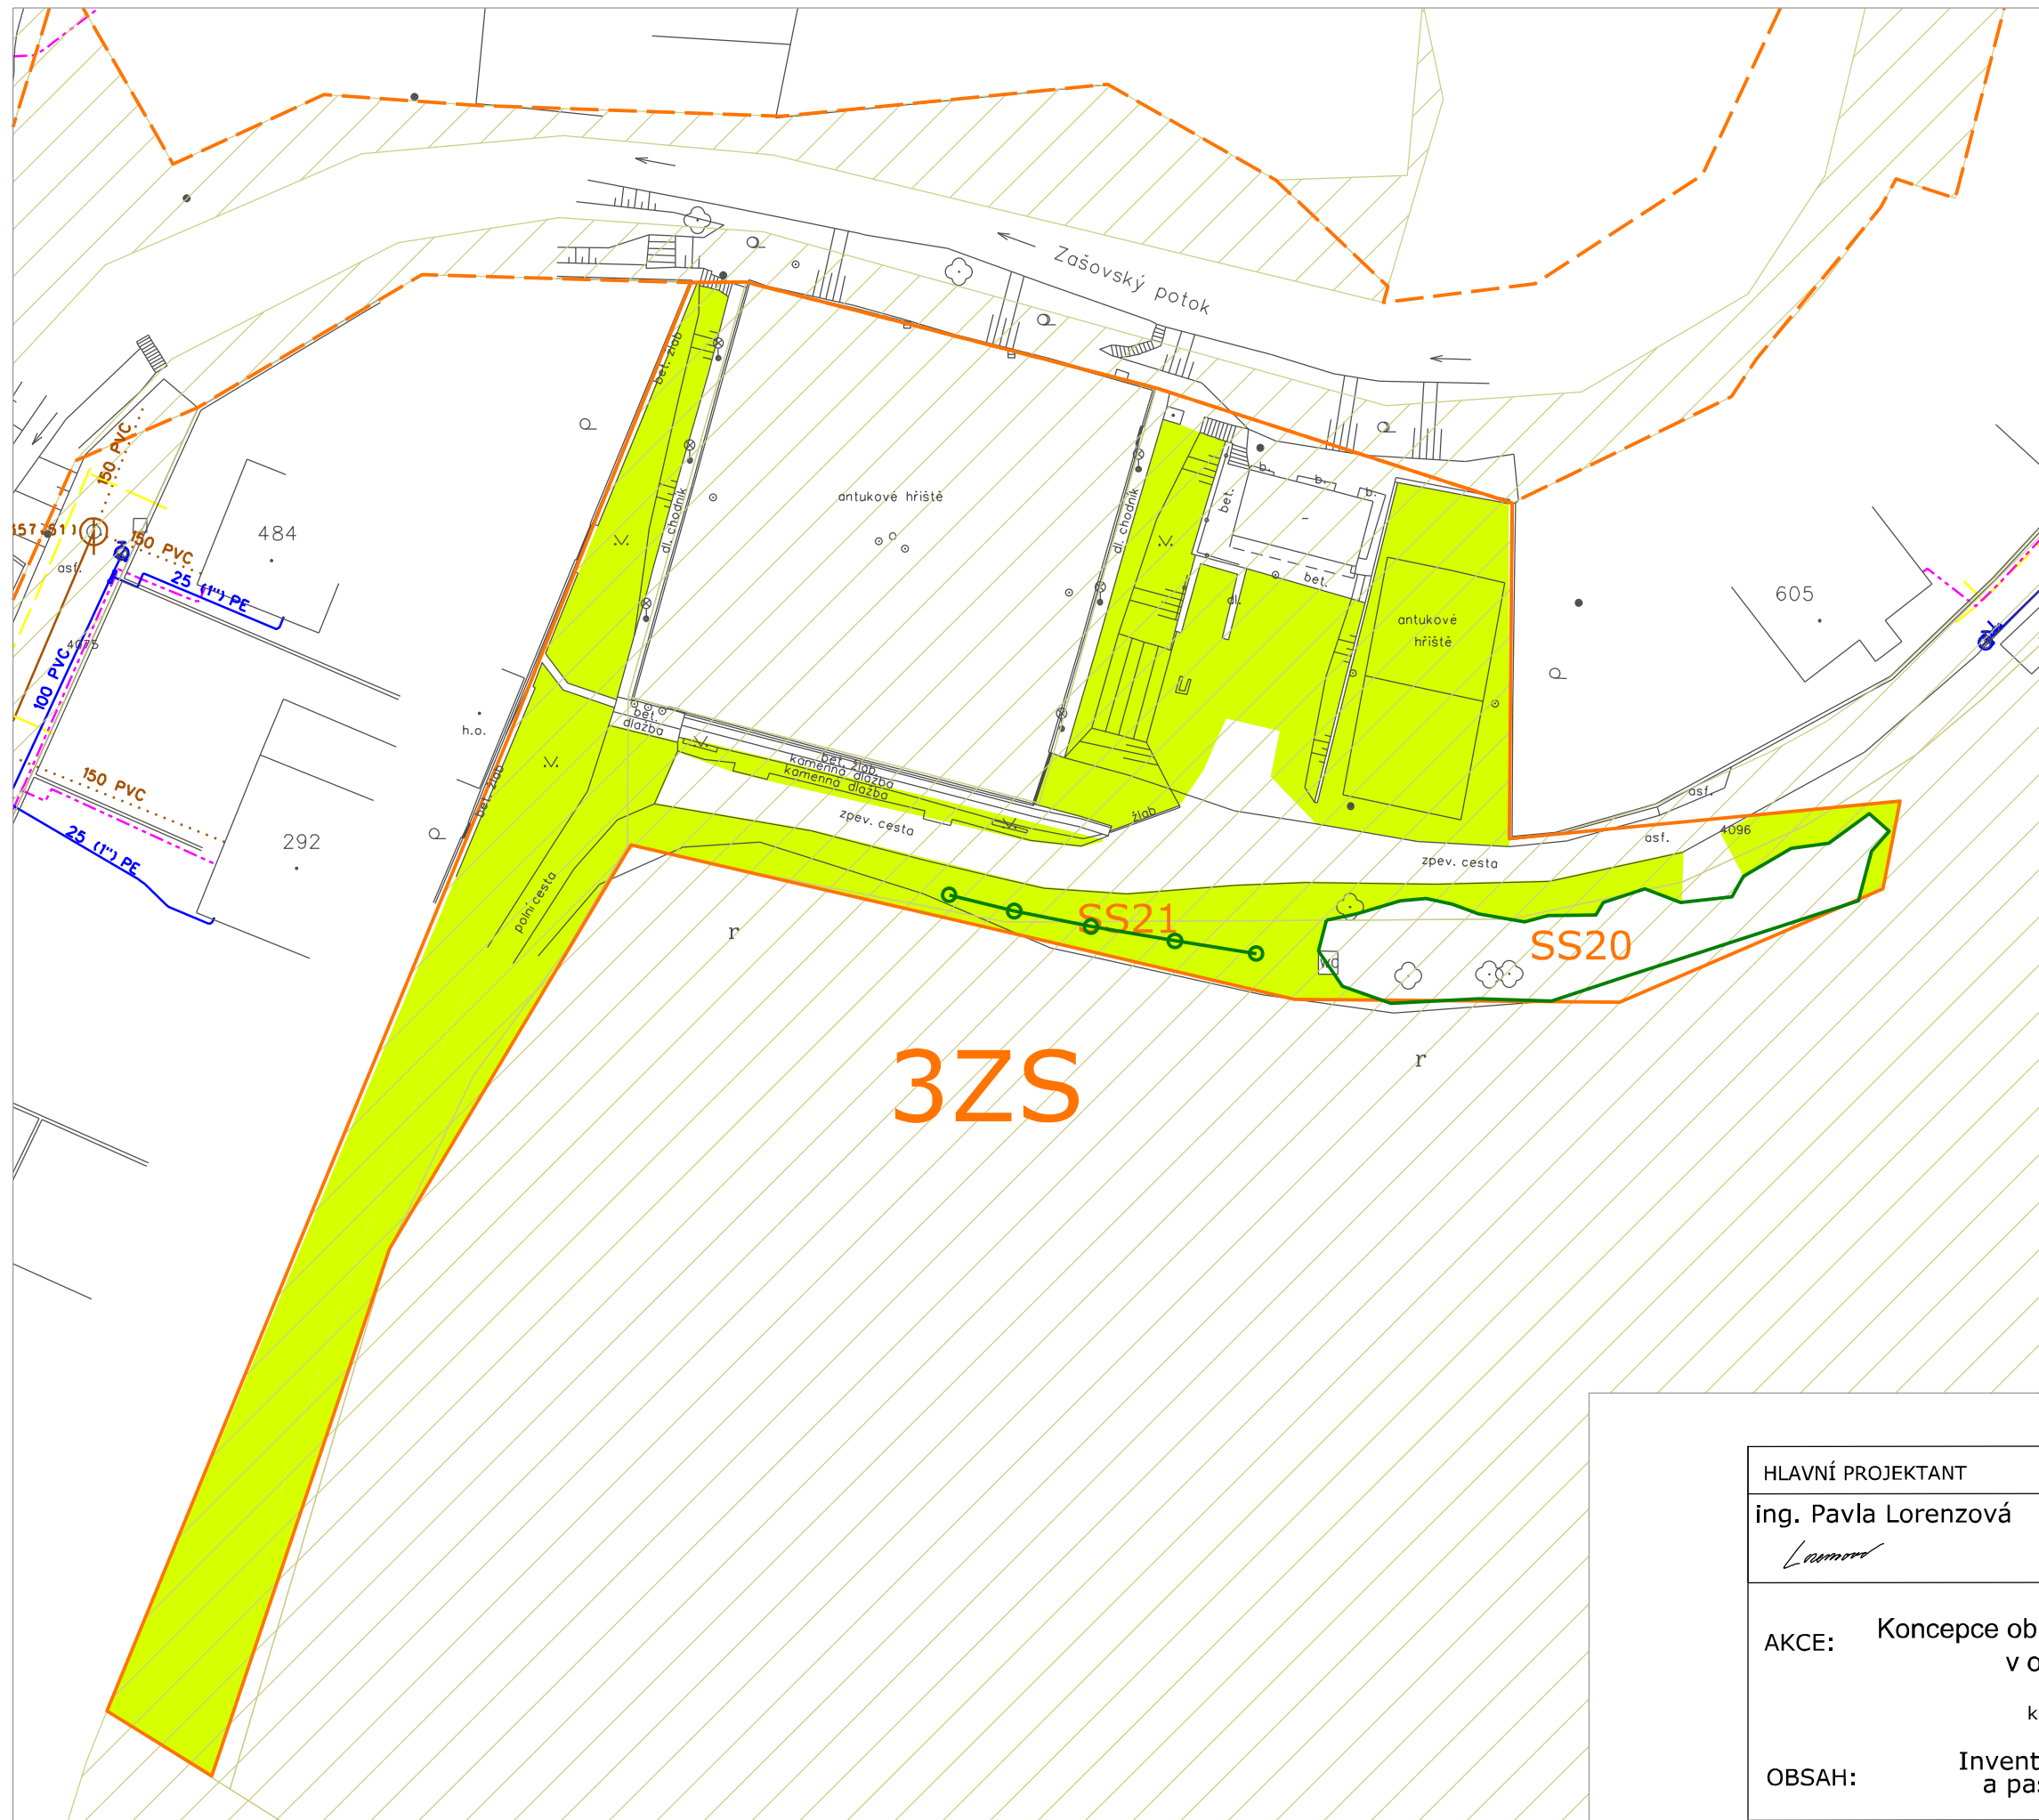 Zašovský potok
bet. žlab
150 PVC
antukové hřiště
dl. chodník
dl. chodník
b.
b.
b.
bet.
484
150 PVC
asf.
25 (1") PE
bet.
dl.
605
antukové
hřiště
4075
100 PVC
h.o.
bet.
dlažba
bet. žlab
kamenná dlažba
kamenná dlažba
bet. žlab
150 PVC
zpev. cesta
žlab
asf.
asf.
4096
25 (1") PE
292
zpev. cesta
polní cesta
SS21
SS20
WC
r
r
3ZS
HLAVNÍ PROJEKTANT
ing. Pavla Lorenzová
AKCE:
Koncepce ob
v o
k
OBSAH:
Invent
a pas